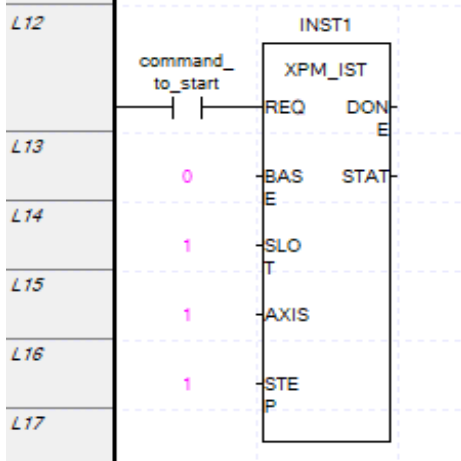 L12
INST1
command_
to_start
XPM_IST
REQ DON
E
L13
0 BAS STAT
E
L14
1 SLO
T
L15
1 AXIS
L16
1 STE
P
L17